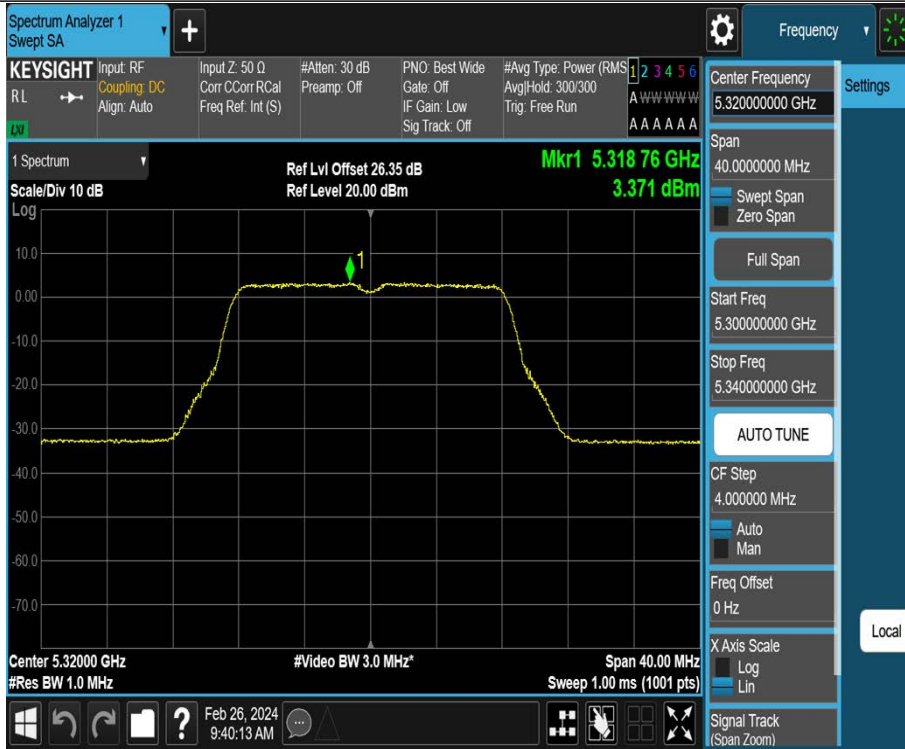 Spectrum Analyzer 1
Swept SA
+
Frequency
KEYSIGHT
R L
LXI
Input: RF
Coupling: DC
Align: Auto
Input Z: 50 Ω
Corr CCorr RCal
Freq Ref: Int (S)
#Atten: 30 dB
Preamp: Off
PNO: Best Wide
Gate: Off
IF Gain: Low
Sig Track: Off
#Avg Type: Power (RMS
Avg|Hold: 300/300
Trig: Free Run
1 2 3 4 5 6
A W W W W W
A A A A A A
1 Spectrum
Scale/Div 10 dB
Log
Ref Lvl Offset 26.35 dB
Ref Level 20.00 dBm
Mkr1 5.318 76 GHz
3.371 dBm
1
10.0
0.00
-10.0
-20.0
-30.0
-40.0
-50.0
-60.0
-70.0
Center 5.32000 GHz
#Res BW 1.0 MHz
#Video BW 3.0 MHz*
Span 40.00 MHz
Sweep 1.00 ms (1001 pts)
?
Feb 26, 2024
9:40:13 AM
Center Frequency
5.320000000 GHz
Settings
Span
40.0000000 MHz
Swept Span
Zero Span
Full Span
Start Freq
5.300000000 GHz
Stop Freq
5.340000000 GHz
AUTO TUNE
CF Step
4.000000 MHz
Auto
Man
Freq Offset
0 Hz
Local
X Axis Scale
Log
Lin
Signal Track
(Span Zoom)